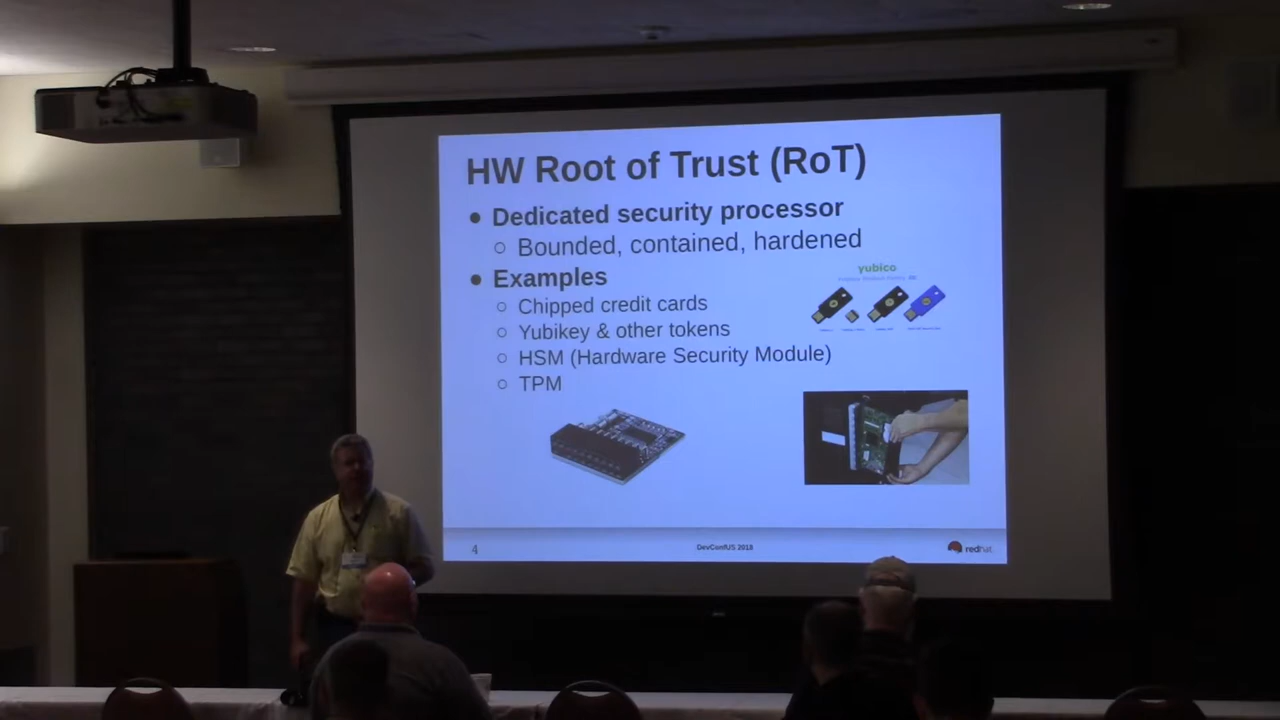 HW Root of Trust (RoT)
● Dedicated security processor
○ Bounded, contained, hardened
● Examples
○ Chipped credit cards
○ Yubikey & other tokens
○ HSM (Hardware Security Module)
○ TPM
yubico
4
DevConfUS 2018
redhat